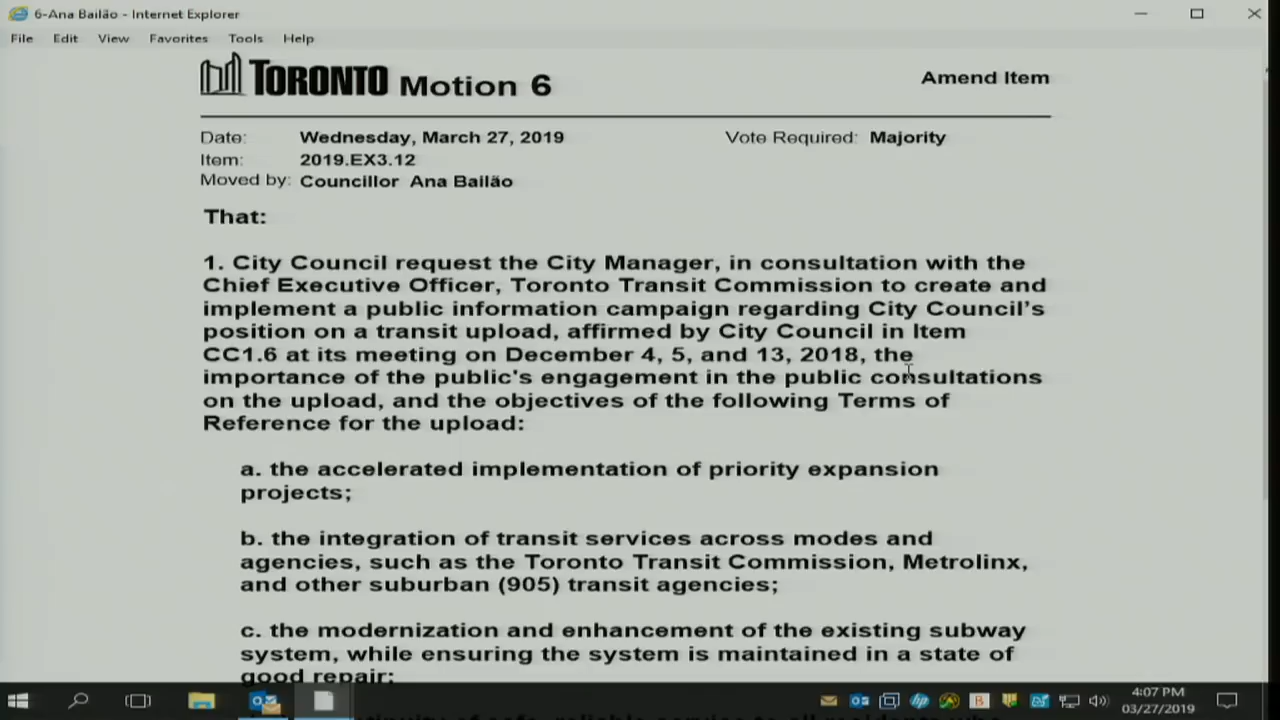 6-Ana Bailão - Internet Explorer
File Edit View Favorites Tools Help
TORONTO Motion 6
Amend Item
Date: Wednesday, March 27, 2019
Vote Required: Majority
Item: 2019.EX3.12
Moved by: Councillor Ana Bailão
That:
1. City Council request the City Manager, in consultation with the
Chief Executive Officer, Toronto Transit Commission to create and
implement a public information campaign regarding City Council's
position on a transit upload, affirmed by City Council in Item
CC1.6 at its meeting on December 4, 5, and 13, 2018, the
importance of the public's engagement in the public consultations
on the upload, and the objectives of the following Terms of
Reference for the upload:
a. the accelerated implementation of priority expansion
projects;
b. the integration of transit services across modes and
agencies, such as the Toronto Transit Commission, Metrolinx,
and other suburban (905) transit agencies;
c. the modernization and enhancement of the existing subway
system, while ensuring the system is maintained in a state of
good repair;
4:07 PM
03/27/2019